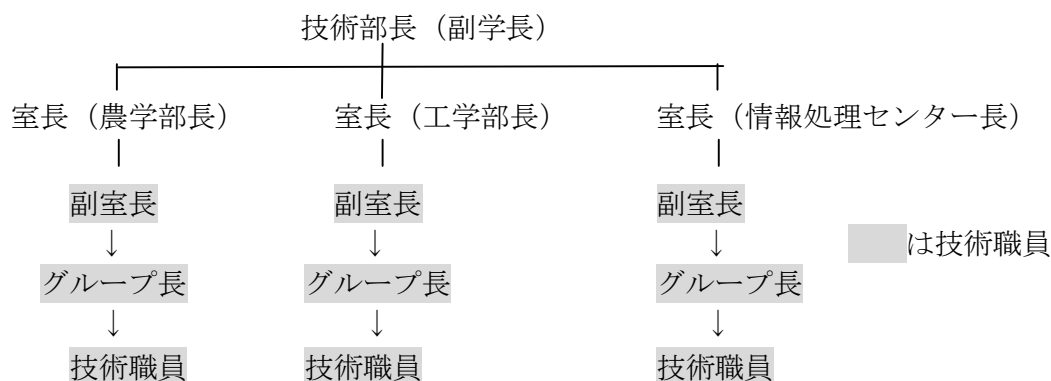 技術部長（副学長）
室長（農学部長） 室長（工学部長） 室長（情報処理センター長）
副室長 副室長 副室長
↓ ↓ ↓ は技術職員
グループ長 グループ長 グループ長
↓ ↓ ↓
技術職員 技術職員 技術職員